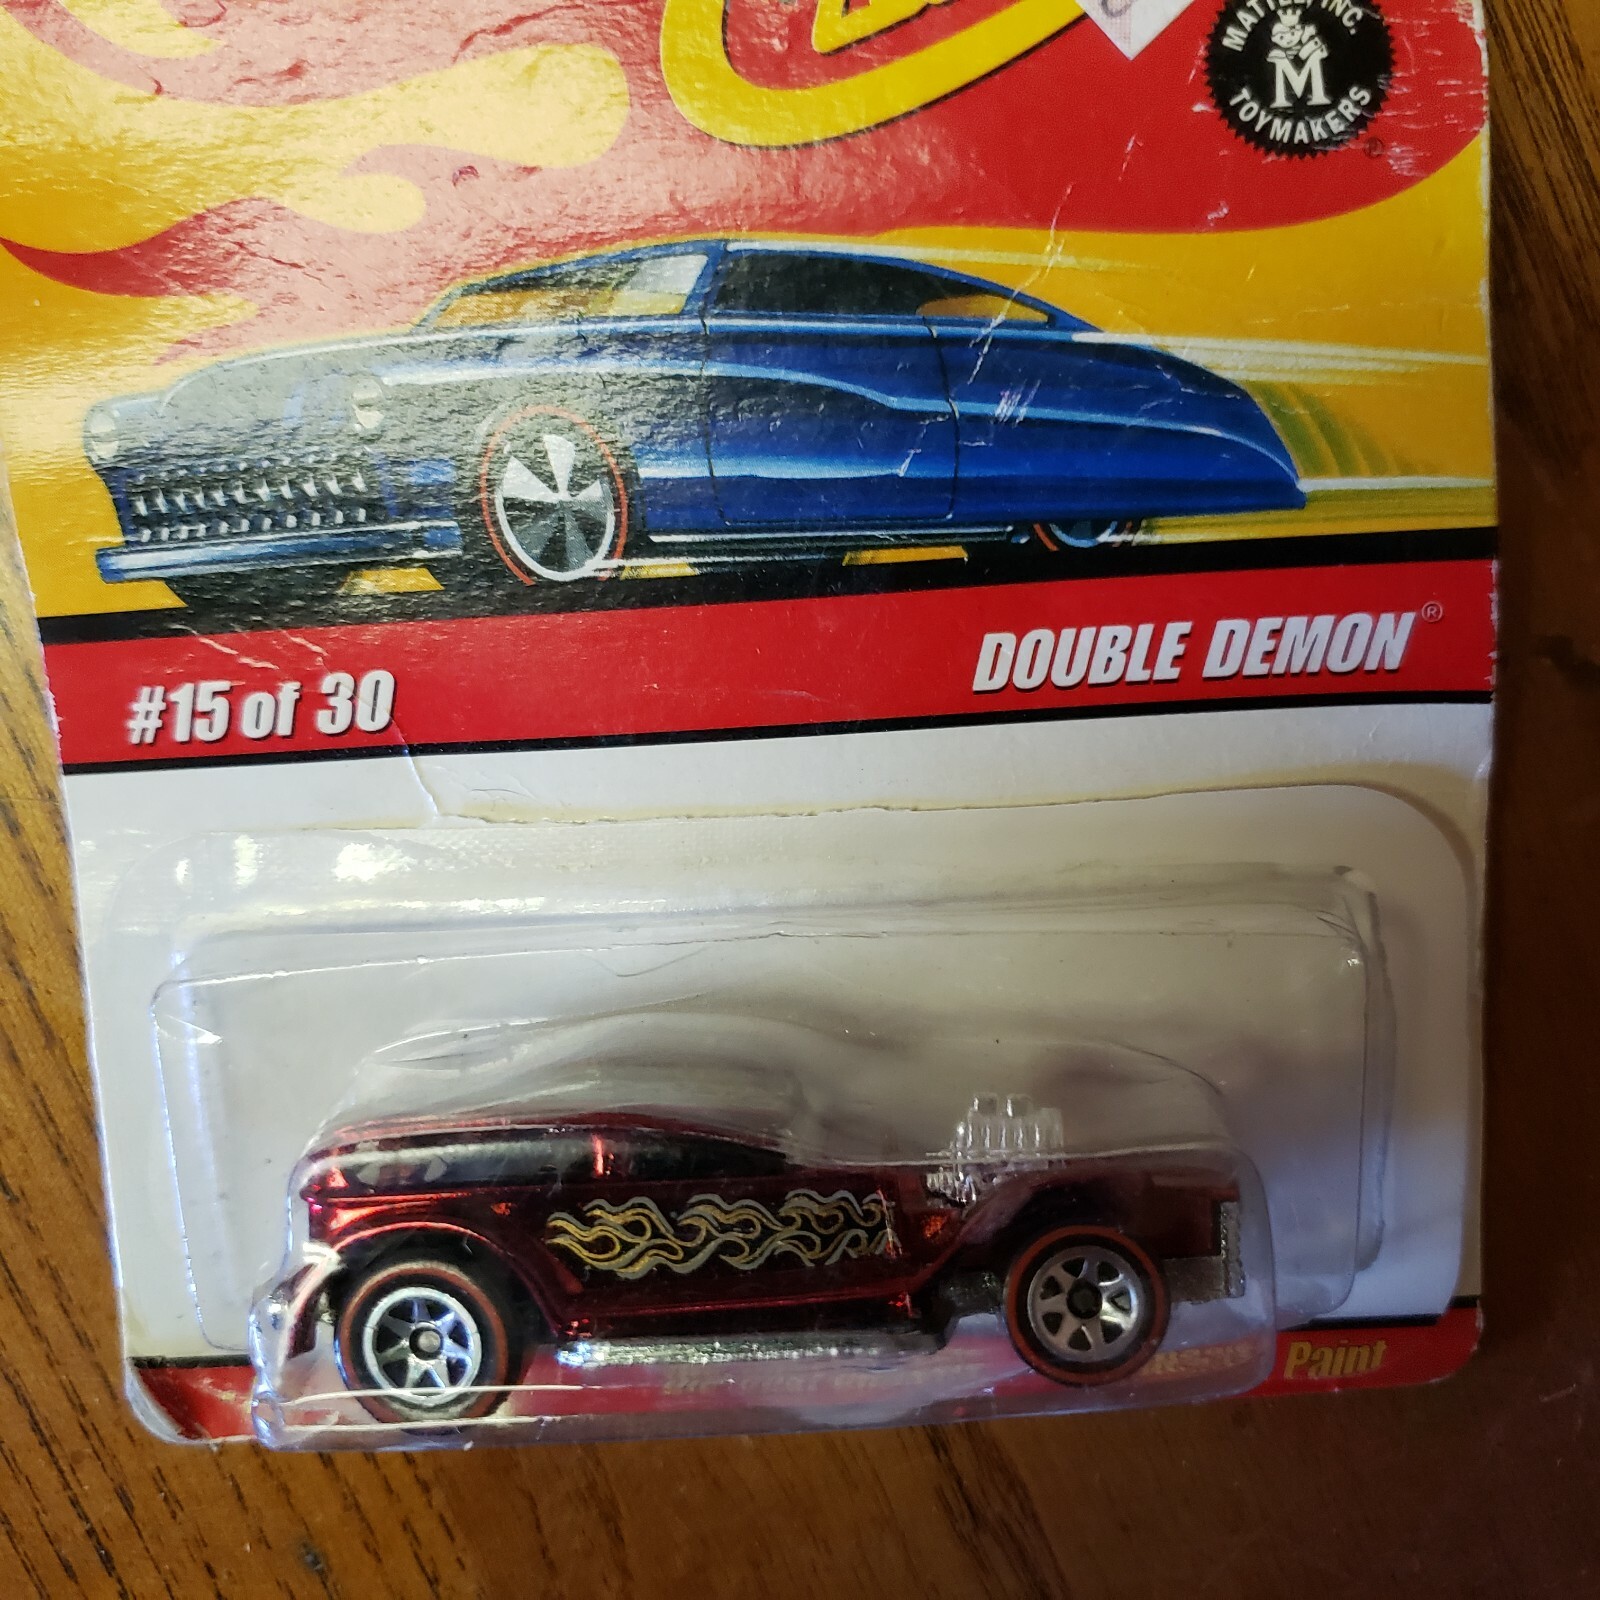 MATTEL, INC.
M
TOYMAKERS
#15 of 30
DOUBLE DEMON®
Paint